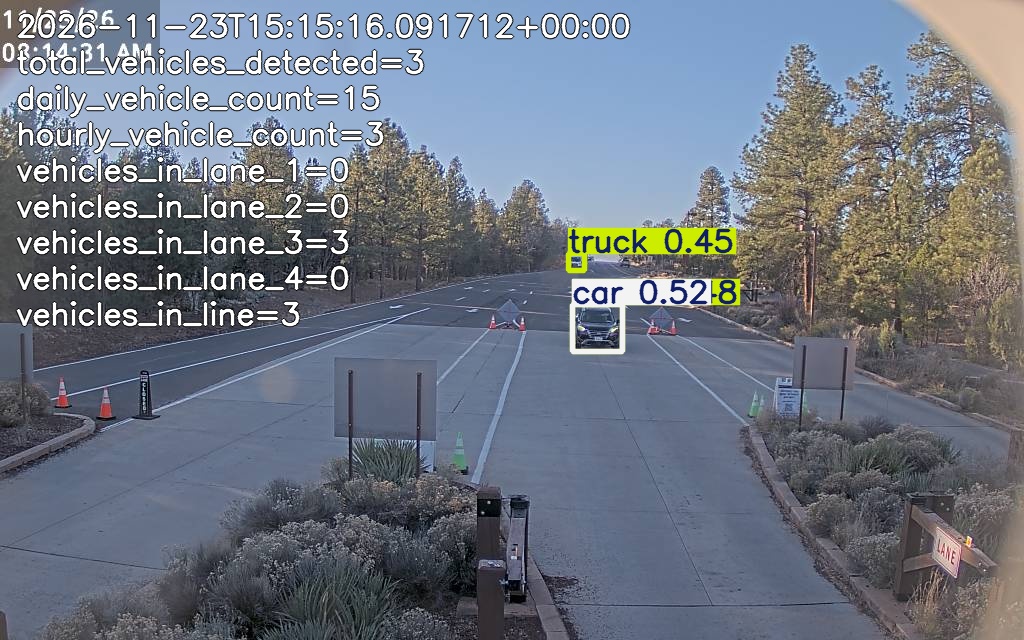 2026-11-23T15:15:16.091712+00:00
total_vehicles_detected=3
daily_vehicle_count=15
hourly_vehicle_count=3
vehicles_in_lane_1=0
vehicles_in_lane_2=0
vehicles_in_lane_3=3
vehicles_in_lane_4=0
vehicles_in_line=3
truck 0.45
car 0.52
LANE